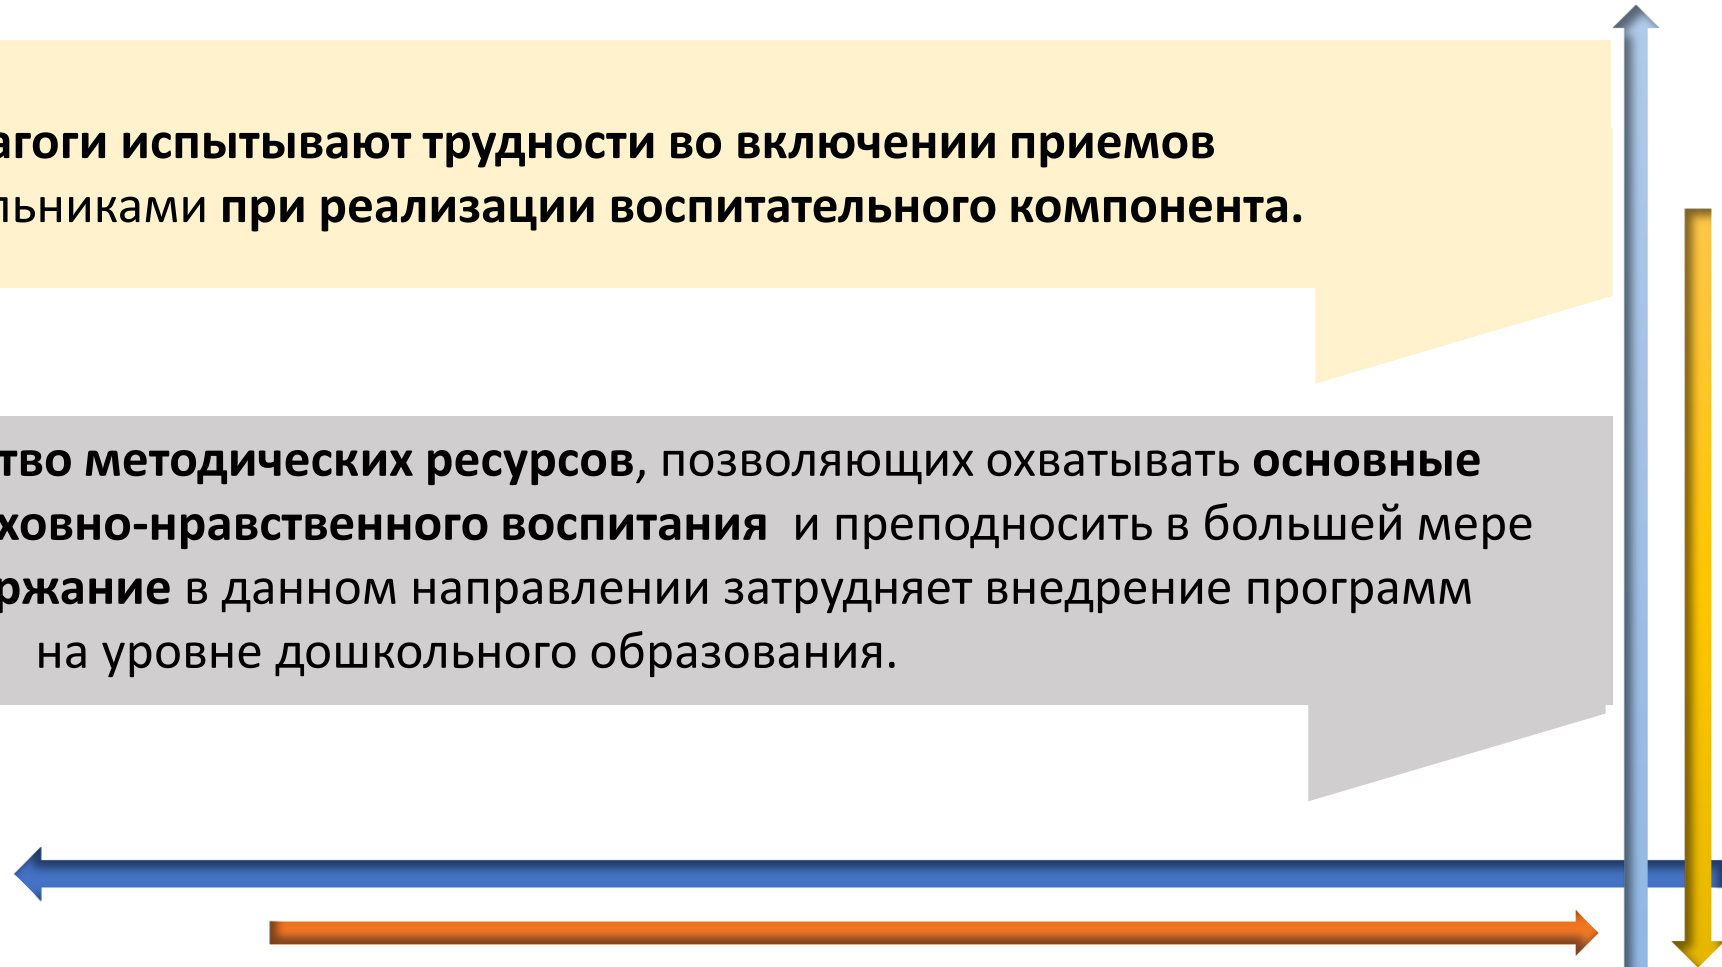 агоги испытывают трудности во включении приемов
льниками при реализации воспитательного компонента.
тво методических ресурсов, позволяющих охватывать основные
ховно-нравственного воспитания и преподносить в большей мере
ржание в данном направлении затрудняет внедрение программ
на уровне дошкольного образования.